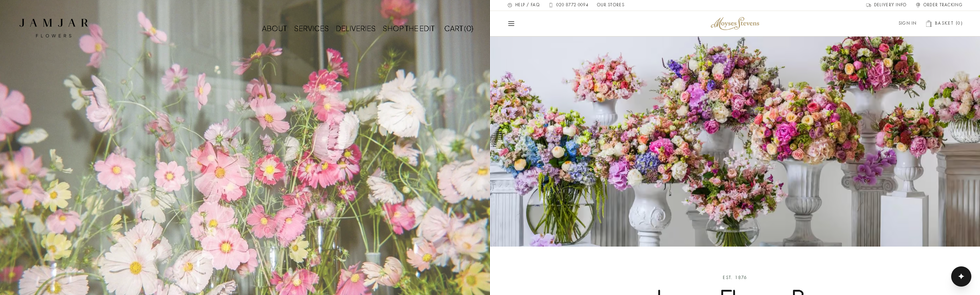 JAMJAR
FLOWERS
ABOUT SERVICES DELIVERIES SHOP THE EDIT CART (0)
HELP / FAQ 020 8772 0094 OUR STORES DELIVERY INFO ORDER TRACKING
Moyses Stevens
SIGN IN BASKET (0)
EST. 1876